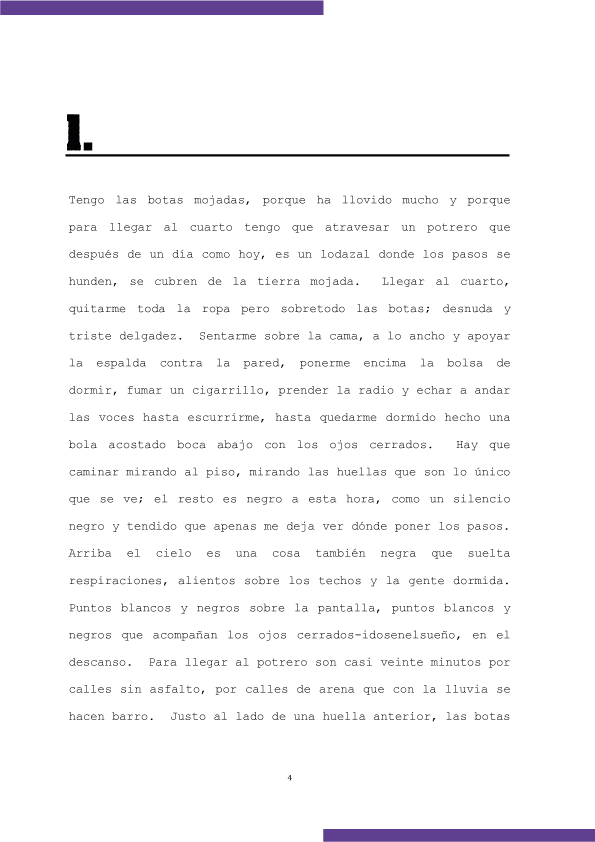 1.
Tengo las botas mojadas, porque ha llovido mucho y porque
para llegar al cuarto tengo que atravesar un potrero que
después de un día como hoy, es un lodazal donde los pasos se
hunden, se cubren de la tierra mojada. Llegar al cuarto,
quitarme toda la ropa pero sobretodo las botas; desnuda y
triste delgadez. Sentarme sobre la cama, a lo ancho y apoyar
la espalda contra la pared, ponerme encima la bolsa de
dormir, fumar un cigarrillo, prender la radio y echar a andar
las voces hasta escurrirme, hasta quedarme dormido hecho una
bola acostado boca abajo con los ojos cerrados. Hay que
caminar mirando al piso, mirando las huellas que son lo único
que se ve; el resto es negro a esta hora, como un silencio
negro y tendido que apenas me deja ver dónde poner los pasos.
Arriba el cielo es una cosa también negra que suelta
respiraciones, alientos sobre los techos y la gente dormida.
Puntos blancos y negros sobre la pantalla, puntos blancos y
negros que acompañan los ojos cerrados-idosenelsueño, en el
descanso. Para llegar al potrero son casi veinte minutos por
calles sin asfalto, por calles de arena que con la lluvia se
hacen barro. Justo al lado de una huella anterior, las botas
4